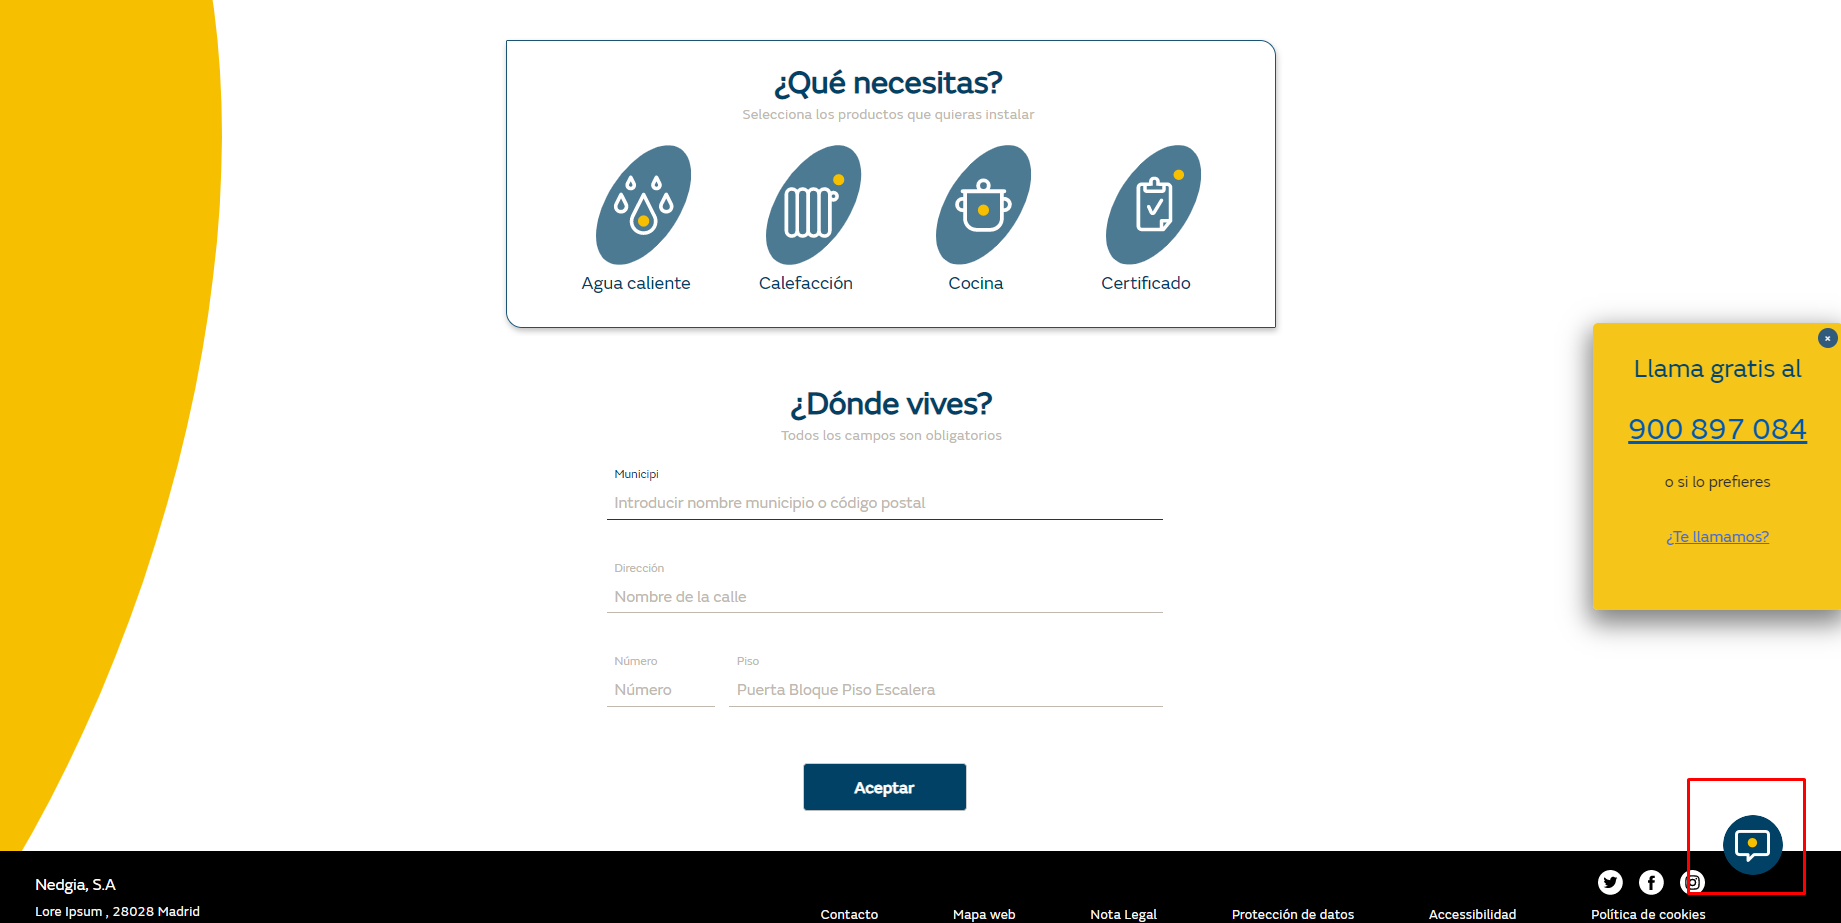 ¿Qué necesitas?
Selecciona los productos que quieras instalar
Agua caliente
Calefacción
Cocina
Certificado
¿Dónde vives?
Todos los campos son obligatorios
Municipi
Introducir nombre municipio o código postal
Dirección
Nombre de la calle
Número Piso
Número Puerta Bloque Piso Escalera
Aceptar
Llama gratis al
900 897 084
o si lo prefieres
¿Te llamamos?
Nedgia, S.A
Lore Ipsum , 28028 Madrid
Contacto Mapa web Nota Legal Protección de datos Accessibilidad Política de cookies